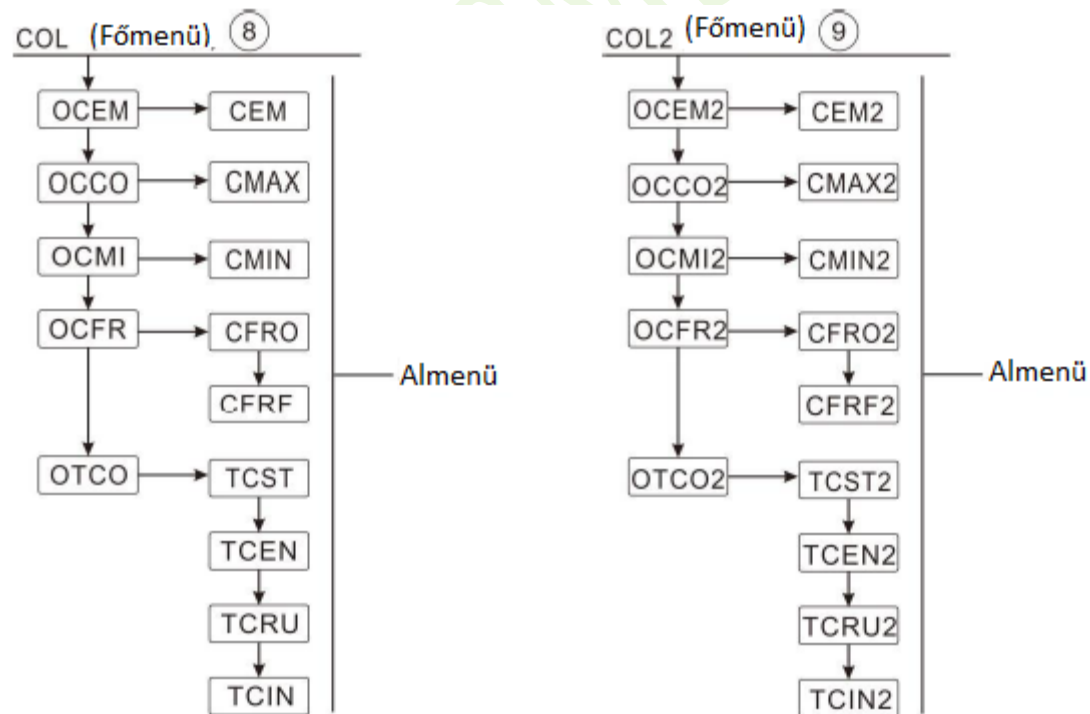 COL (Főmenü) 8
OCEM CEM
OCCO CMAX
OCMI CMIN
OCFR CFRO
CFRF
OTCO TCST
TCEN
TCRU
TCIN
Almenü
COL2 (Főmenü) 9
OCEM2 CEM2
OCCO2 CMAX2
OCMI2 CMIN2
OCFR2 CFRO2
CFRF2
OTCO2 TCST2
TCEN2
TCRU2
TCIN2
Almenü